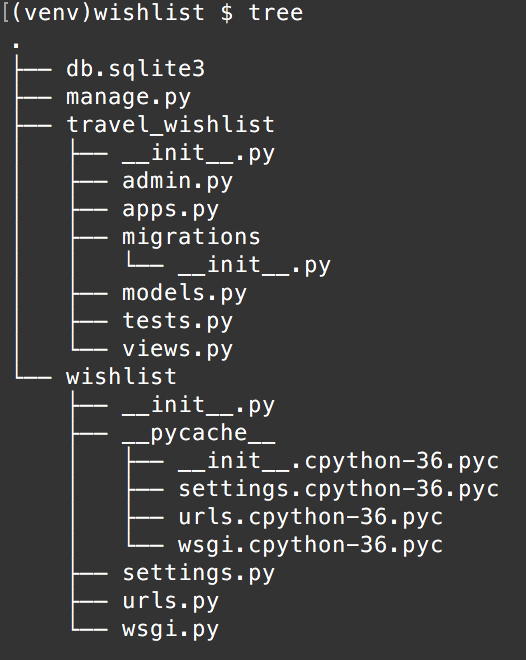 [(venv)wishlist $ tree
.
├── db.sqlite3
├── manage.py
├── travel_wishlist
│   ├── __init__.py
│   ├── admin.py
│   ├── apps.py
│   ├── migrations
│   │   └── __init__.py
│   ├── models.py
│   ├── tests.py
│   └── views.py
└── wishlist
    ├── __init__.py
    ├── __pycache__
    │   ├── __init__.cpython-36.pyc
    │   ├── settings.cpython-36.pyc
    │   ├── urls.cpython-36.pyc
    │   └── wsgi.cpython-36.pyc
    ├── settings.py
    ├── urls.py
    └── wsgi.py